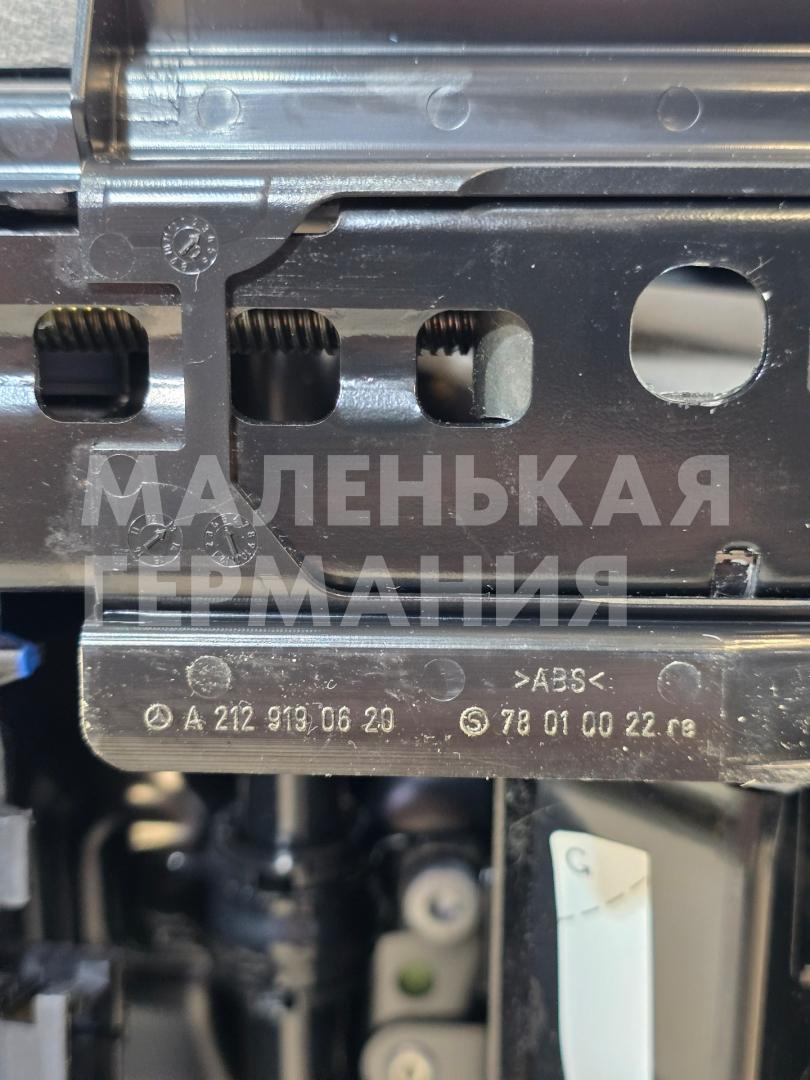 МАЛЕНЬКАЯ
ГЕРМАНИЯ
>ABS<
A 212 919 06 20 78 01 00 22 re